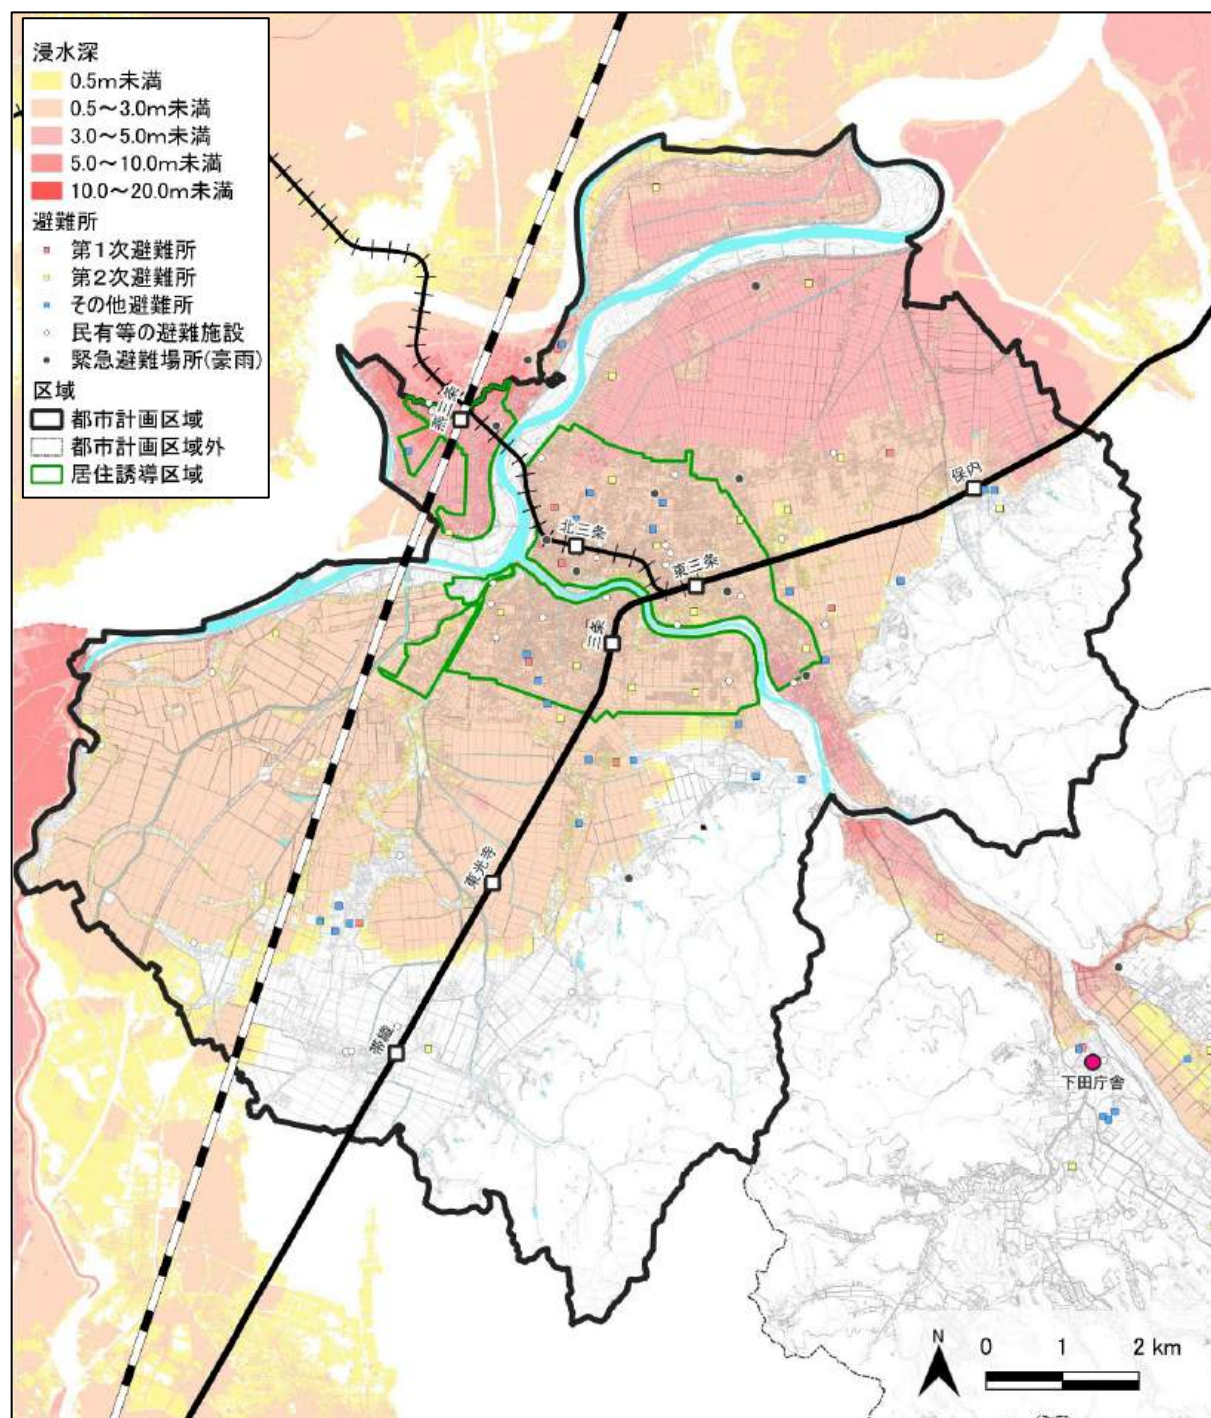 浸水深
0.5m未満
0.5～3.0m未満
3.0～5.0m未満
5.0～10.0m未満
10.0～20.0m未満
避難所
第1次避難所
第2次避難所
その他避難所
民有等の避難施設
緊急避難場所(豪雨)
区域
都市計画区域
都市計画区域外
居住誘導区域
燕三条
保内
北三条
東三条
三条
東光寺
帯織
下田庁舎
N
0 1 2 km